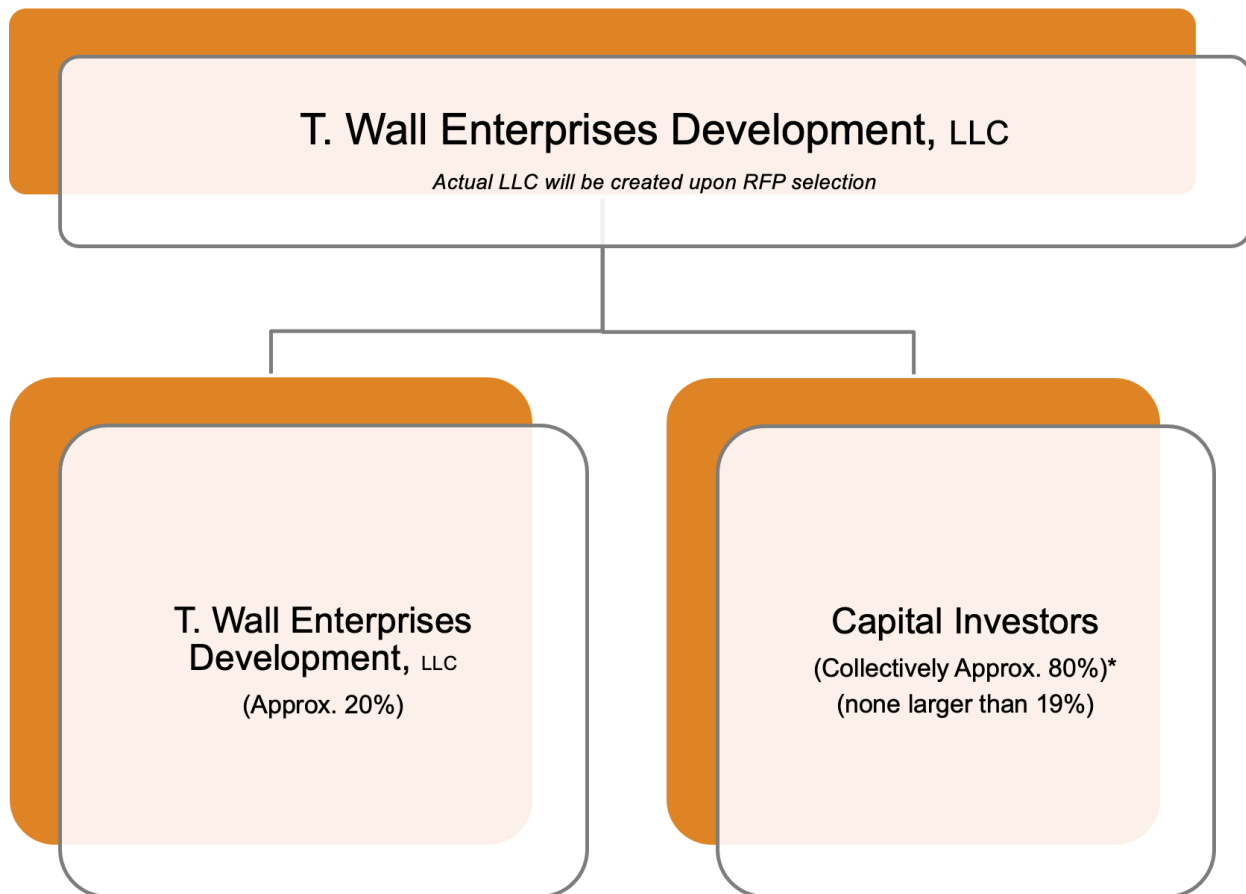 T. Wall Enterprises Development, LLC
Actual LLC will be created upon RFP selection
T. Wall Enterprises
Development, LLC
(Approx. 20%)
Capital Investors
(Collectively Approx. 80%)*
(none larger than 19%)